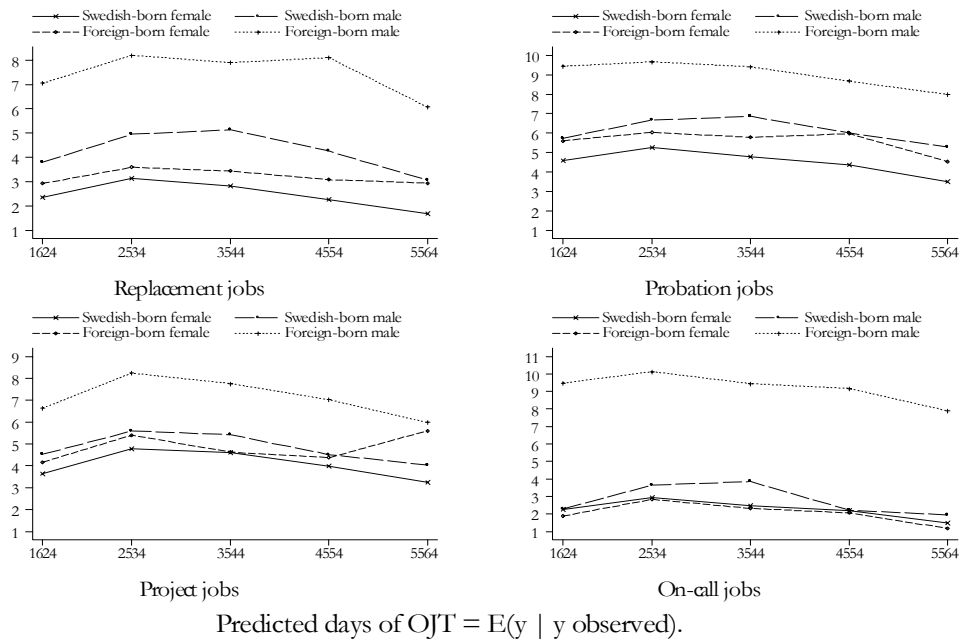 Swedish-born female Swedish-born male
Foreign-born female Foreign-born male
8
7
6
5
4
3
2
1
1624 2534 3544 4554 5564
Replacement jobs
Swedish-born female Swedish-born male
Foreign-born female Foreign-born male
10
9
8
7
6
5
4
3
2
1
1624 2534 3544 4554 5564
Probation jobs
Swedish-born female Swedish-born male
Foreign-born female Foreign-born male
9
8
7
6
5
4
3
2
1
1624 2534 3544 4554 5564
Project jobs
Swedish-born female Swedish-born male
Foreign-born female Foreign-born male
11
10
9
8
7
6
5
4
3
2
1
1624 2534 3544 4554 5564
On-call jobs
Predicted days of OJT = E(y | y observed).